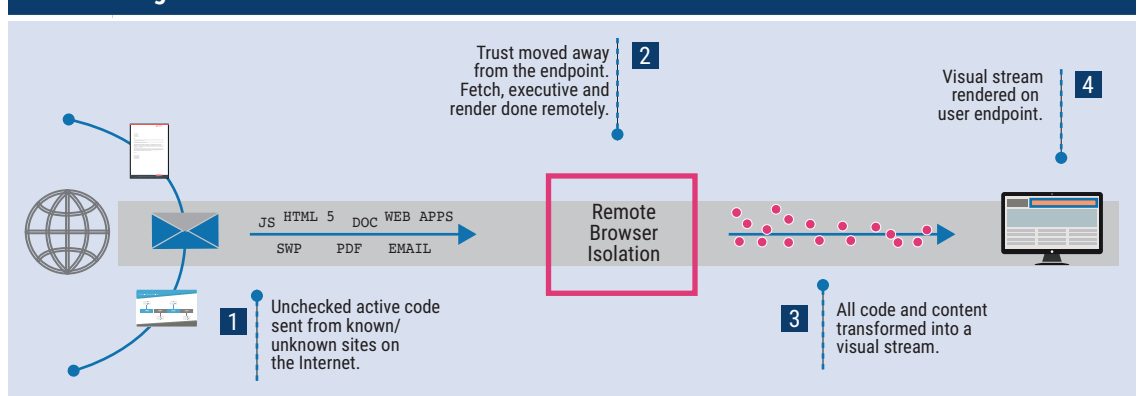 2
Trust moved away
from the endpoint.
Fetch, executive and
render done remotely.
4
Visual stream
rendered on
user endpoint.
JS HTML 5 DOC WEB APPS
SWP PDF EMAIL
Remote
Browser
Isolation
1
Unchecked active code
sent from known/
unknown sites on
the Internet.
3
All code and content
transformed into a
visual stream.